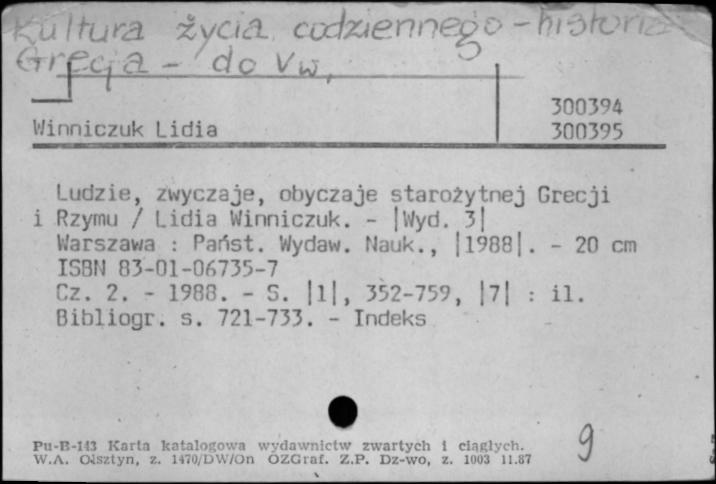 Kultura życia codziennego - historia
Grecja - do V w.
300394
Winniczuk Lidia 300395
Ludzie, zwyczaje, obyczaje starożytnej Grecji
i Rzymu / Lidia Winniczuk. - |Wyd. 3|
Warszawa : Państ. Wydaw. Nauk., |1988|. - 20 cm
ISBN 83-01-06735-7
Cz. 2. - 1988. - S. |1|, 352-759, |7| : il.
Bibliogr. s. 721-733. - Indeks
9
Pu-B-143 Karta katalogowa wydawnictw zwartych i ciągłych.
W.A. Olsztyn, z. 1470/DW/On OZGraf. Z.P. Dz-wo, z. 1003 11.87